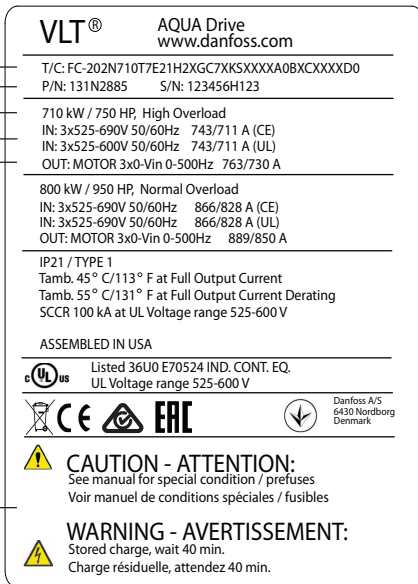 VLT® AQUA Drive
www.danfoss.com
T/C: FC-202N710T7E21H2XGC7XKSXXXXA0BXCXXXXD0
P/N: 131N2885 S/N: 123456H123
710 kW / 750 HP, High Overload
IN: 3x525-690V 50/60Hz 743/711 A (CE)
IN: 3x525-600V 50/60Hz 743/711 A (UL)
OUT: MOTOR 3x0-Vin 0-500Hz 763/730 A
800 kW / 950 HP, Normal Overload
IN: 3x525-690V 50/60Hz 866/828 A (CE)
IN: 3x525-690V 50/60Hz 866/828 A (UL)
OUT: MOTOR 3x0-Vin 0-500Hz 889/850 A
IP21 / TYPE 1
Tamb. 45° C/113° F at Full Output Current
Tamb. 55° C/131° F at Full Output Current Derating
SCCR 100 kA at UL Voltage range 525-600 V
ASSEMBLED IN USA
c UL us Listed 36U0 E70524 IND. CONT. EQ.
UL Voltage range 525-600 V
CE EAC
Danfoss A/S
6430 Nordborg
Denmark
CAUTION - ATTENTION:
See manual for special condition / prefuses
Voir manuel de conditions spéciales / fusibles
WARNING - AVERTISSEMENT:
Stored charge, wait 40 min.
Charge résiduelle, attendez 40 min.